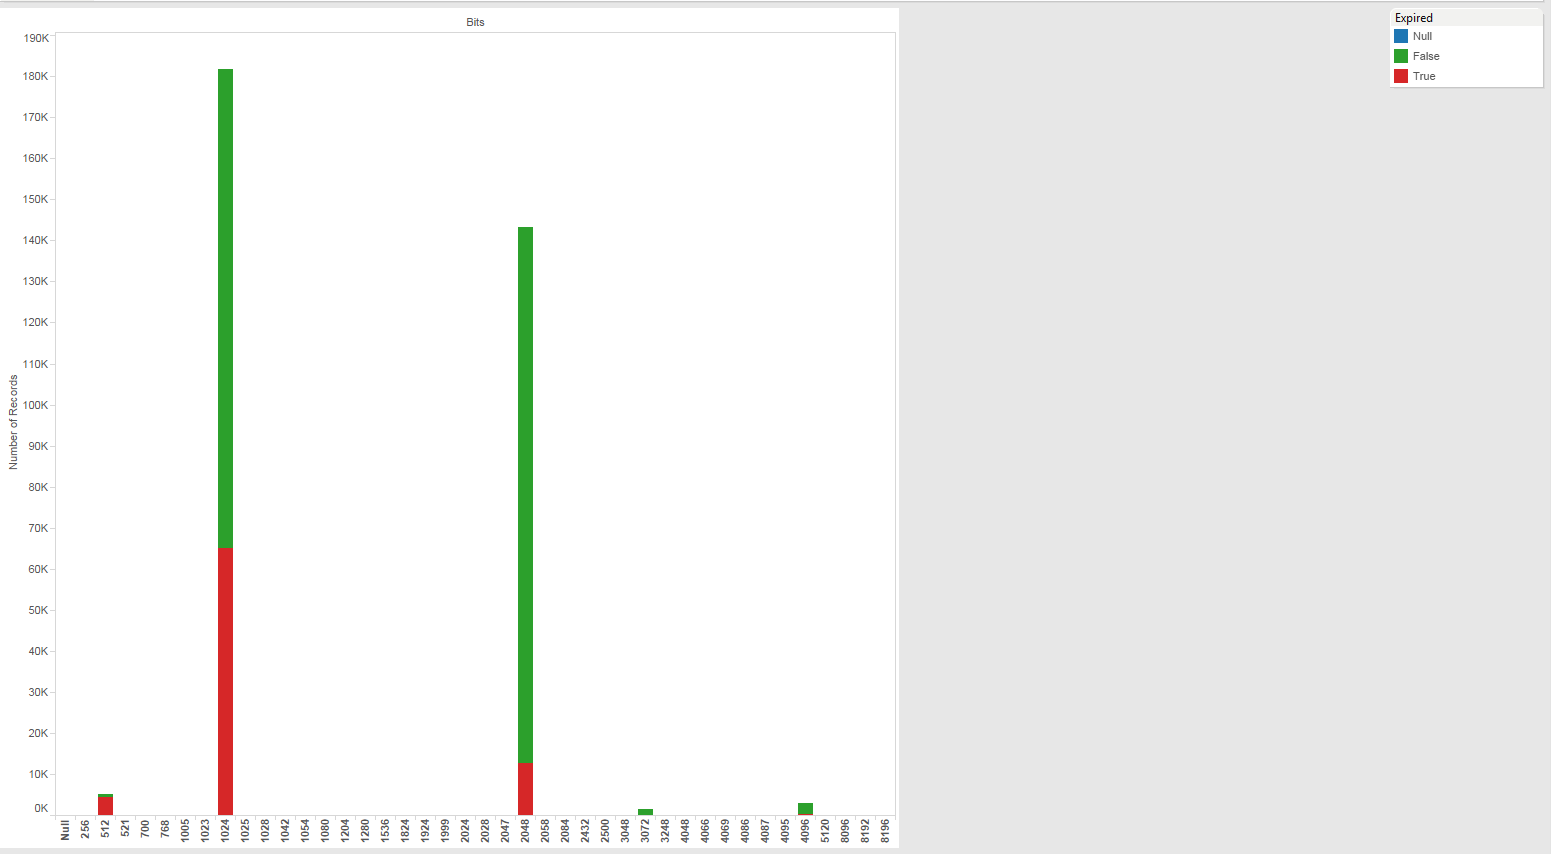 Bits
Expired
Null
False
True
Number of Records
190K
180K
170K
160K
150K
140K
130K
120K
110K
100K
90K
80K
70K
60K
50K
40K
30K
20K
10K
0K
Null
256
512
521
700
768
1005
1023
1024
1025
1028
1042
1054
1080
1204
1280
1536
1824
1924
1999
2024
2028
2047
2048
2058
2084
2432
2500
3048
3072
3248
4048
4066
4069
4086
4087
4095
4096
5120
8096
8192
8196